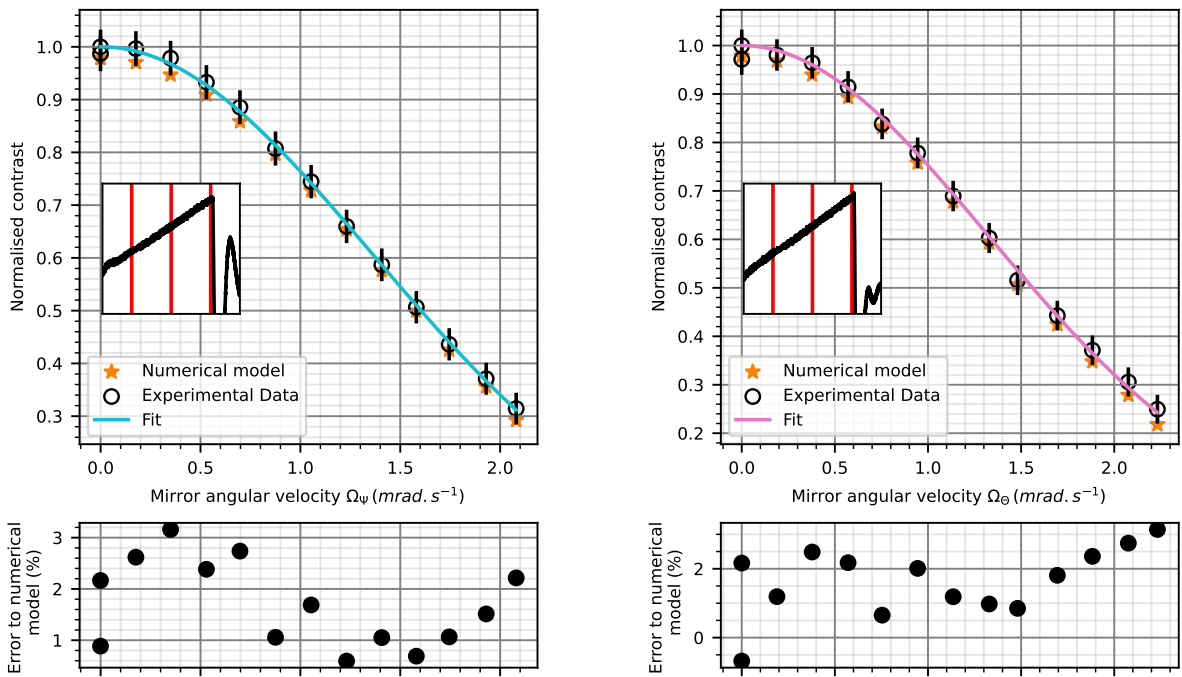 1.0
0.9
0.8
0.7
0.6
0.5
0.4
0.3
Normalised contrast
Numerical model
Experimental Data
Fit
0.0 0.5 1.0 1.5 2.0
Mirror angular velocity Ω_Ψ (mrad.s⁻¹)
3
2
1
Error to numerical
model (%)
1.0
0.9
0.8
0.7
0.6
0.5
0.4
0.3
0.2
Normalised contrast
Numerical model
Experimental Data
Fit
0.0 0.5 1.0 1.5 2.0
Mirror angular velocity Ω_Θ (mrad.s⁻¹)
2
0
Error to numerical
model (%)